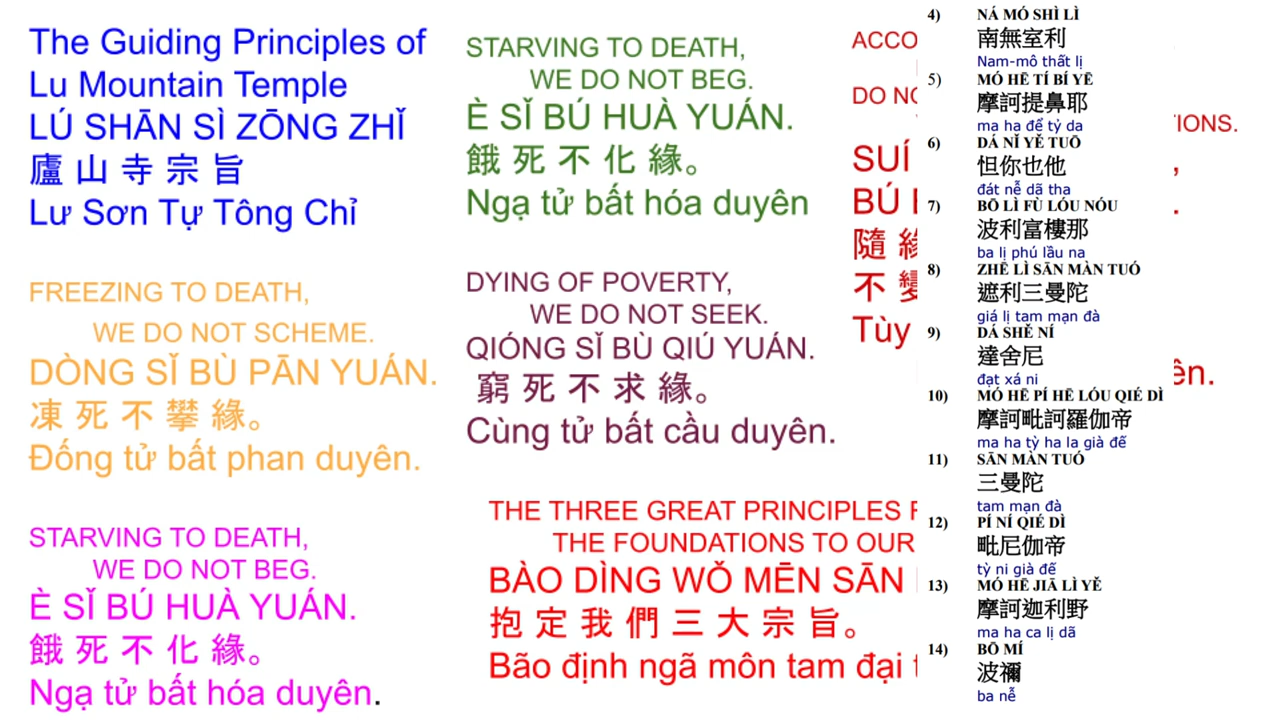 The Guiding Principles of
Lu Mountain Temple
LÚ SHĀN SÌ ZŌNG ZHǏ
廬 山 寺 宗 旨
Lư Sơn Tự Tông Chỉ
FREEZING TO DEATH,
WE DO NOT SCHEME.
DÒNG SǏ BÙ PĀN YUÁN.
凍 死 不 攀 緣。
Đống tử bất phan duyên.
STARVING TO DEATH,
WE DO NOT BEG.
È SǏ BÚ HUÀ YUÁN.
餓 死 不 化 緣。
Ngạ tử bất hóa duyên.
STARVING TO DEATH,
WE DO NOT BEG.
È SǏ BÚ HUÀ YUÁN.
餓 死 不 化 緣。
Ngạ tử bất hóa duyên
DYING OF POVERTY,
WE DO NOT SEEK.
QIÓNG SǏ BÙ QIÚ YUÁN.
窮 死 不 求 緣。
Cùng tử bất cầu duyên.
THE THREE GREAT PRINCIPLES
THE FOUNDATIONS TO OUR
BÀO DÌNG WǑ MĒN SĀN
抱 定 我 們 三 大 宗 旨。
Bão định ngã môn tam đại
ACCO
DO NO
TIONS.
SUÍ ,
BÚ .
隨 緣
不 變
Tùy
ên.
4) NÁ MÓ SHÌ LÌ
南無室利
Nam-mô thất lị
5) MÓ HĒ TÍ BÍ YĒ
摩訶提鼻耶
ma ha để tỷ da
6) DÁ NǏ YĚ TUŌ
怛你也他
đát nễ dã tha
7) BŌ LÌ FÙ LÓU NÓU
波利富樓那
ba lị phú lầu na
8) ZHĒ LÌ SĀN MÀN TUÓ
遮利三曼陀
giá lị tam mạn đà
9) DÁ SHĚ NÍ
達舍尼
đạt xá ni
10) MÓ HĒ PÍ HĒ LÓU QIÉ DÌ
摩訶毗訶羅伽帝
ma ha tỳ ha la già đế
11) SĀN MÀN TUÓ
三曼陀
tam mạn đà
12) PÍ NÍ QIÉ DÌ
毗尼伽帝
tỳ ni già đế
13) MÓ HĒ JIĀ LÌ YĚ
摩訶迦利野
ma ha ca lị dã
14) BŌ MÍ
波禰
ba nễ